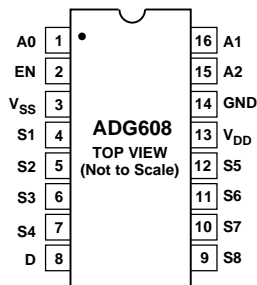 A0 1 16 A1
EN 2 15 A2
VSS 3 14 GND
S1 4 ADG608 13 VDD
TOP VIEW
S2 5 (Not to Scale) 12 S5
S3 6 11 S6
S4 7 10 S7
D 8 9 S8